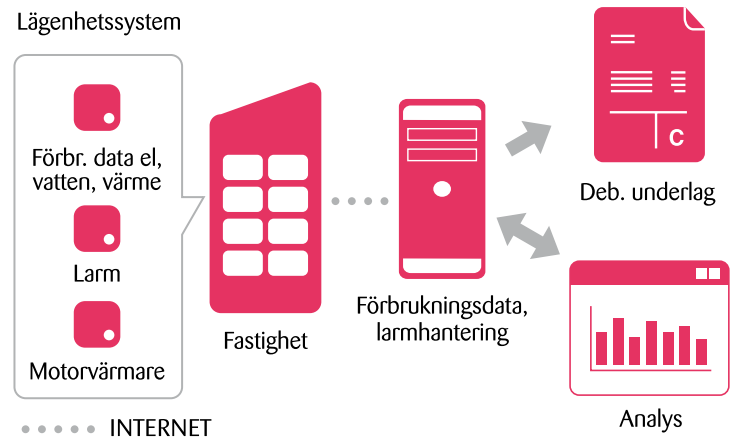 Lägenhetssystem
Förbr. data el,
vatten, värme
Larm
Motorvärmare
INTERNET
Fastighet
Förbrukningsdata,
larmhantering
C
Deb. underlag
Analys